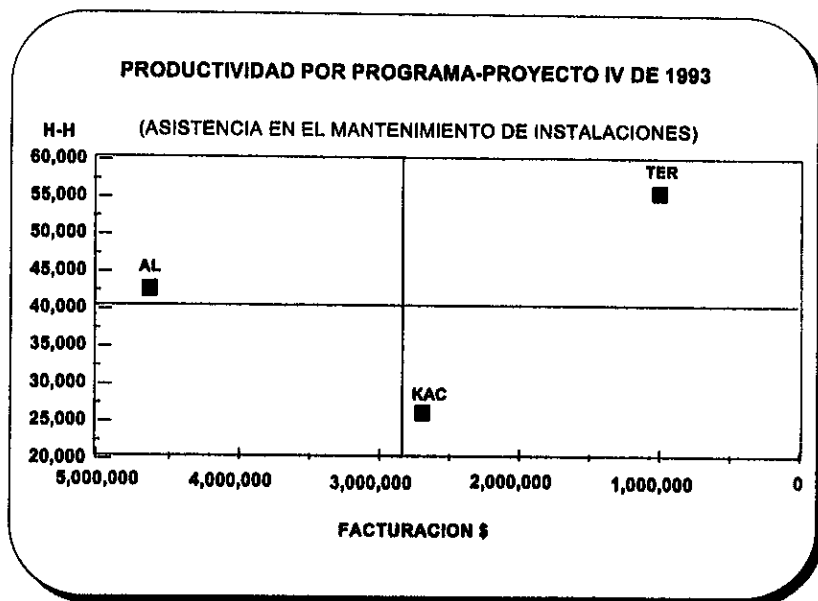 PRODUCTIVIDAD POR PROGRAMA-PROYECTO IV DE 1993
H-H (ASISTENCIA EN EL MANTENIMIENTO DE INSTALACIONES)
60,000
TER
55,000
50,000
45,000
AL
40,000
35,000
30,000
KAC
25,000
20,000
5,000,000 4,000,000 3,000,000 2,000,000 1,000,000 0
FACTURACION $